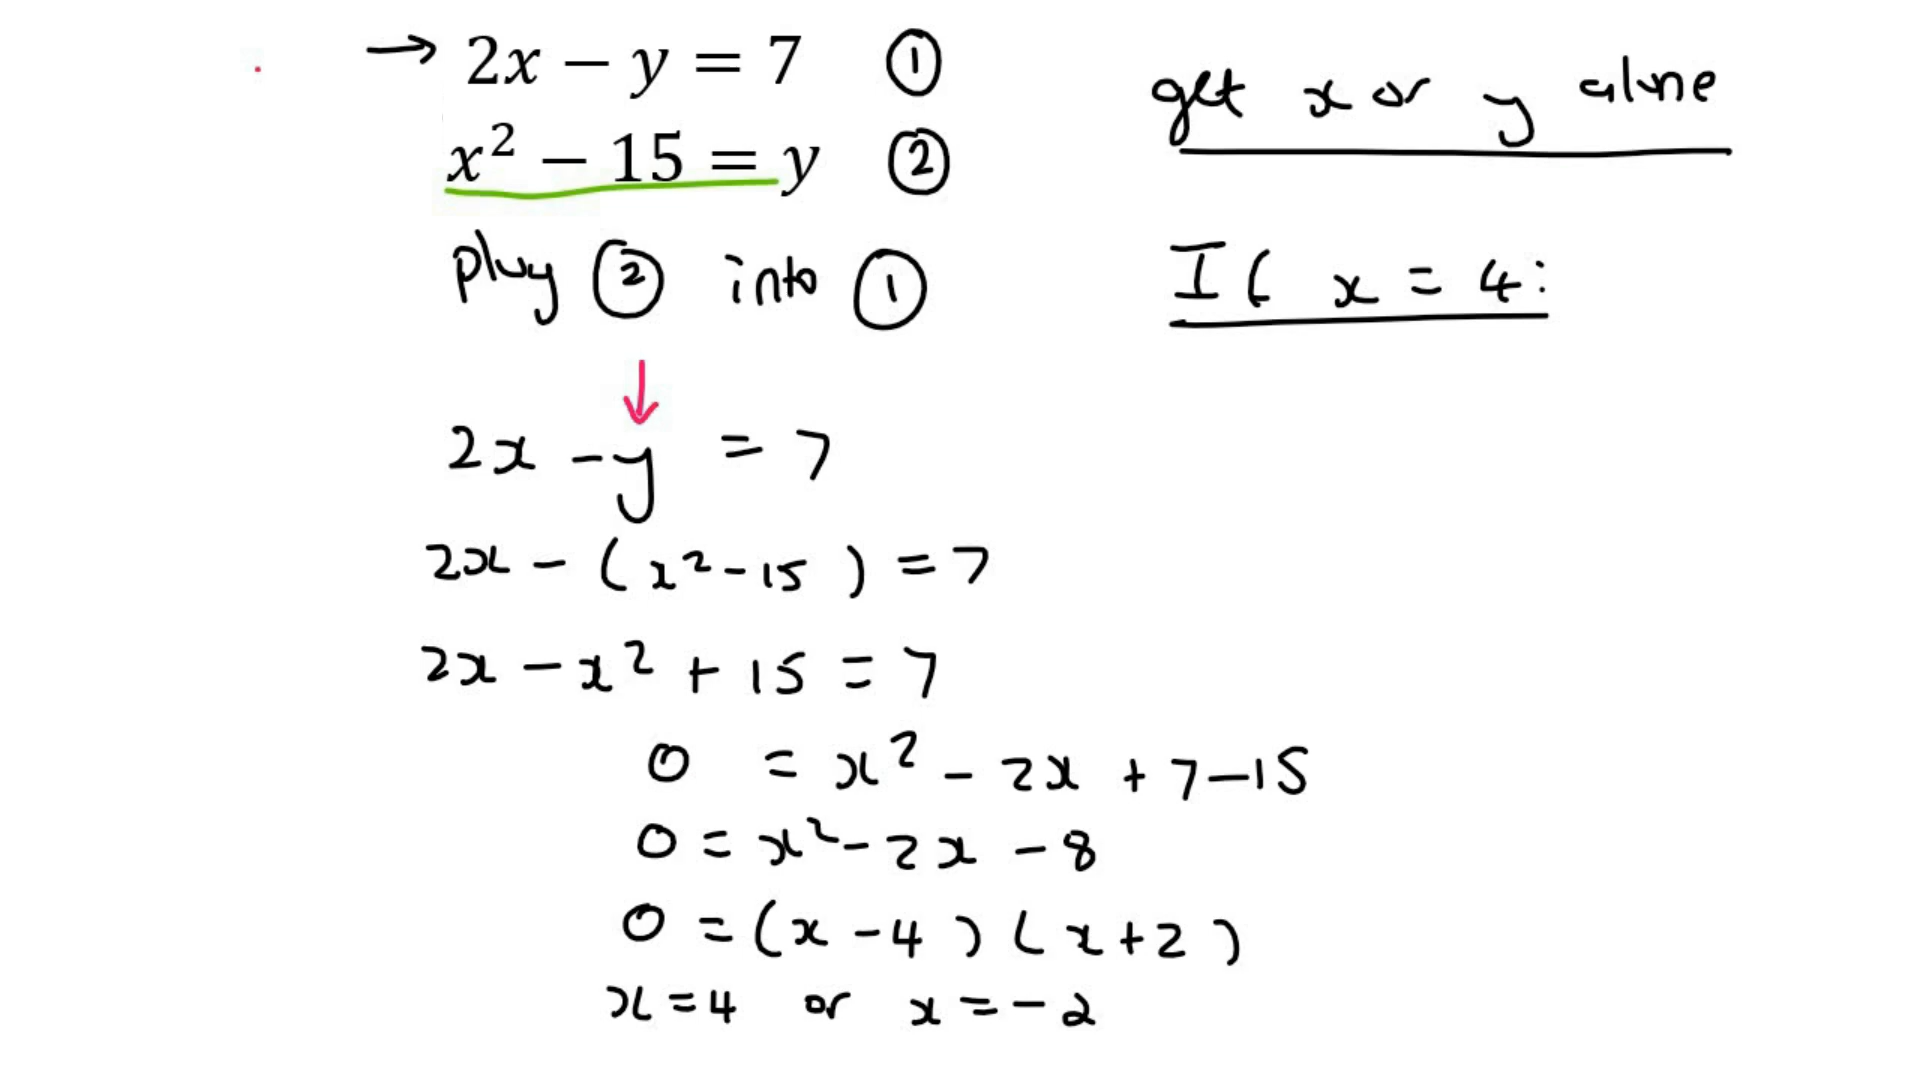 → 2x − y = 7 ①
x² − 15 = y ②
plug ② into ①
2x − y = 7
2x − (x² − 15) = 7
2x − x² + 15 = 7
0 = x² − 2x + 7 − 15
0 = x² − 2x − 8
0 = (x − 4)(x + 2)
x = 4 or x = −2
get x or y alone
If x = 4: